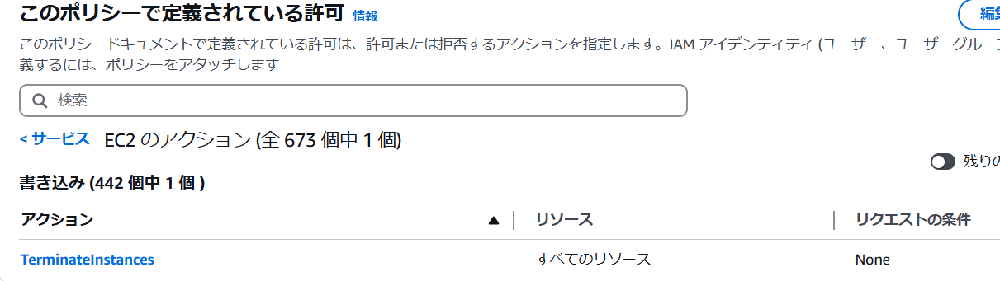 このポリシーで定義されている許可 情報
編集
このポリシードキュメントで定義されている許可は、許可または拒否するアクションを指定します。IAM アイデンティティ (ユーザー、ユーザーグループ
義するには、ポリシーをアタッチします
検索
< サービス EC2 のアクション (全 673 個中 1 個)
残りの
書き込み (442 個中 1 個 )
アクション リソース リクエストの条件
TerminateInstances すべてのリソース None